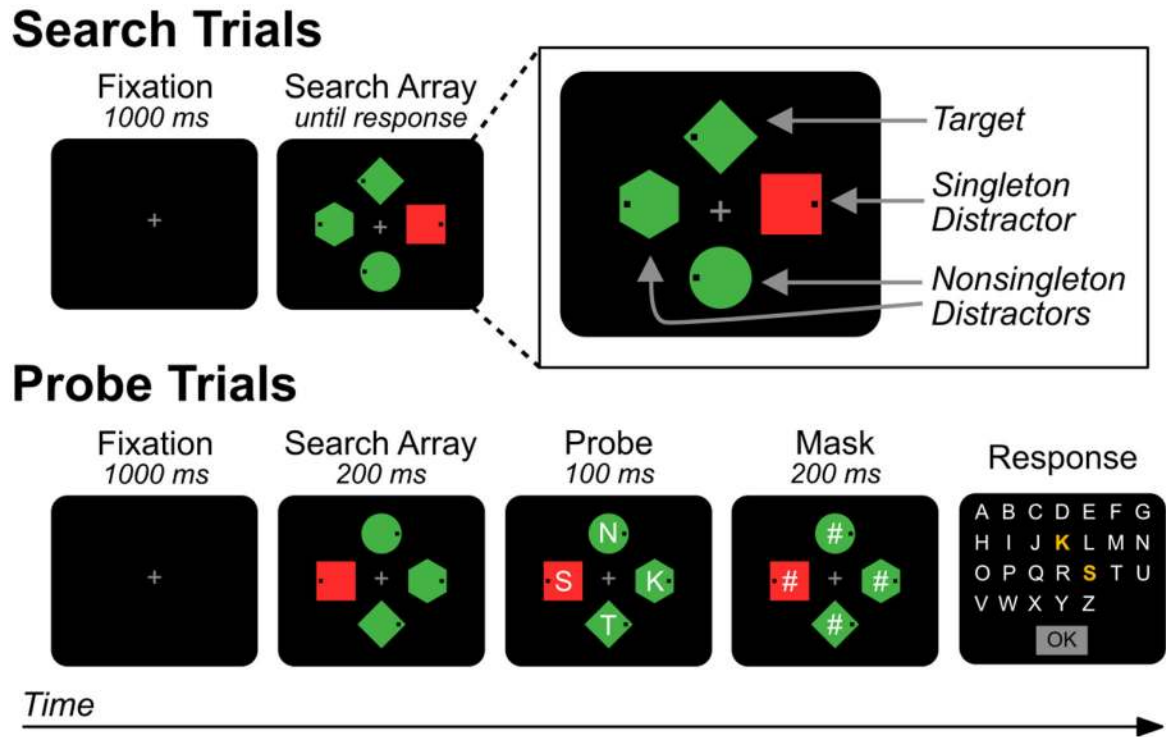 Search Trials
Fixation
1000 ms
Search Array
until response
Target
Singleton
Distractor
Nonsingleton
Distractors
Probe Trials
Fixation
1000 ms
Search Array
200 ms
Probe
100 ms
N
S K
T
Mask
200 ms
#
# #
#
Response
A B C D E F G
H I J K L M N
O P Q R S T U
V W X Y Z
OK
Time